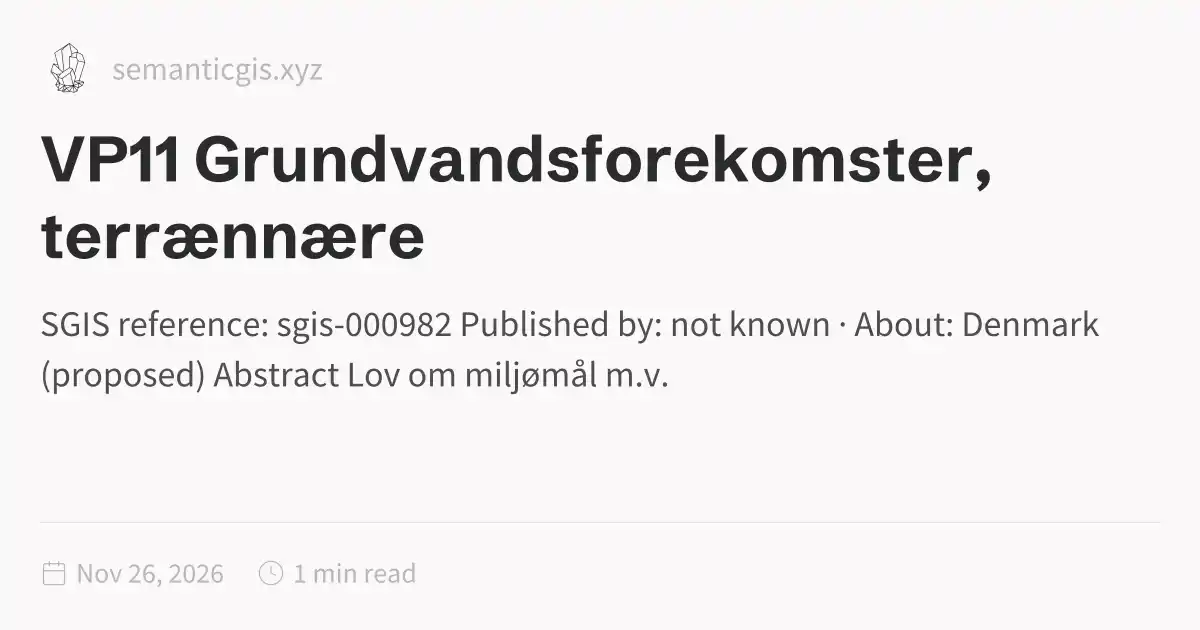 semanticgis.xyz
VP11 Grundvandsforekomster,
terrænnære
SGIS reference: sgis-000982 Published by: not known · About: Denmark
(proposed) Abstract Lov om miljømål m.v.
Nov 26, 2026 1 min read